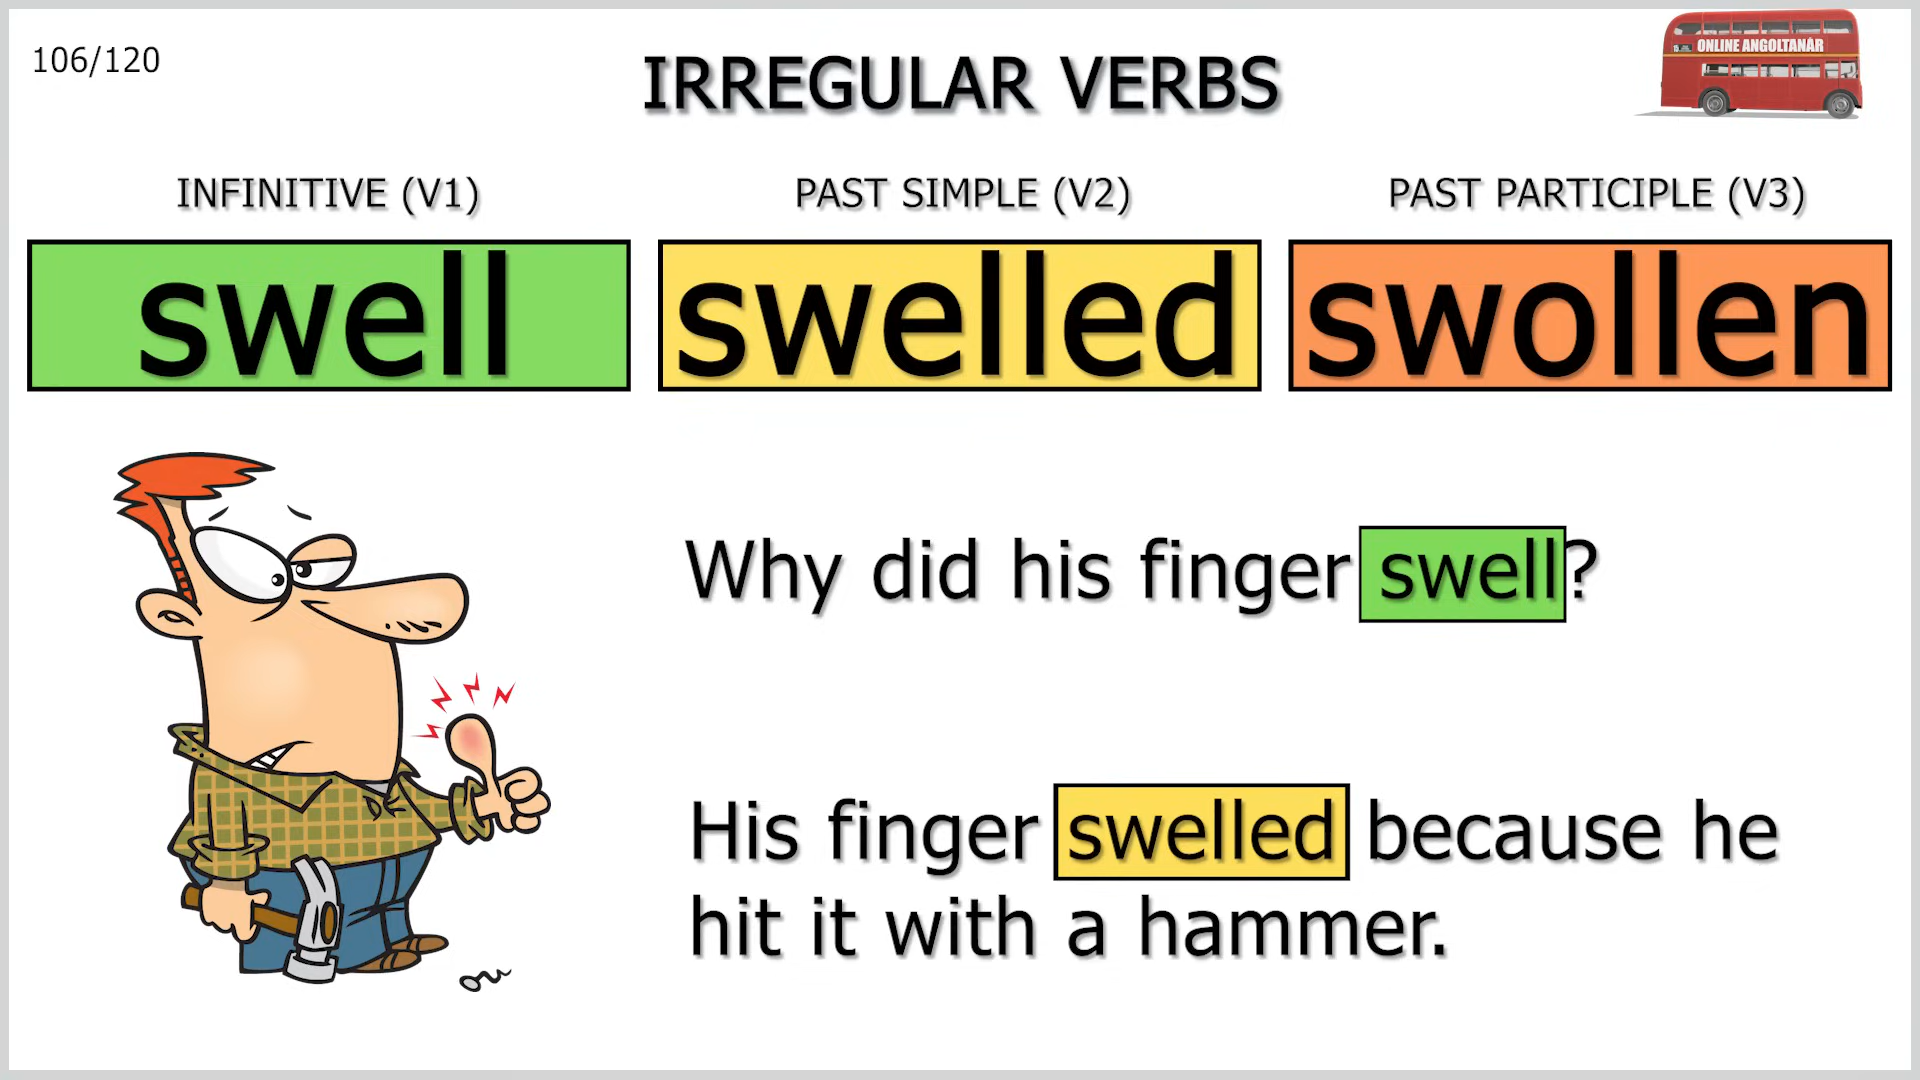 106/120
IRREGULAR VERBS
ONLINE ANGOLTANÁR
INFINITIVE (V1) PAST SIMPLE (V2) PAST PARTICIPLE (V3)
swell swelled swollen
Why did his finger swell?
His finger swelled because he
hit it with a hammer.